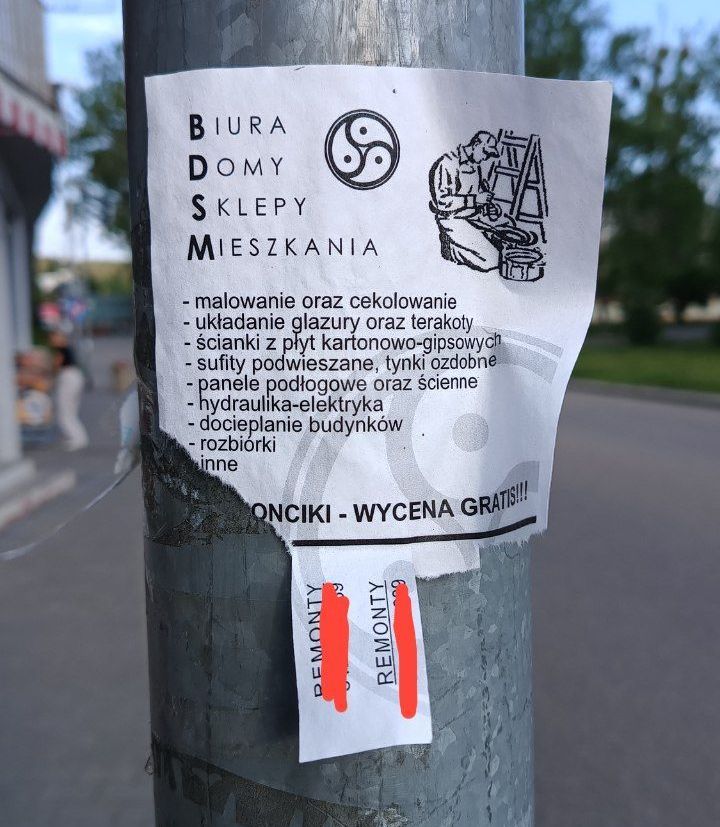 BIURA
DOMY
SKLEPY
MIESZKANIA
- malowanie oraz cekolowanie
- układanie glazury oraz terakoty
- ścianki z płyt kartonowo-gipsowych
- sufity podwieszane, tynki ozdobne
- panele podłogowe oraz ścienne
- hydraulika-elektryka
- docieplanie budynków
- rozbiórki
- inne
ONCIKI - WYCENA GRATIS!!!
REMONTY
REMONTY